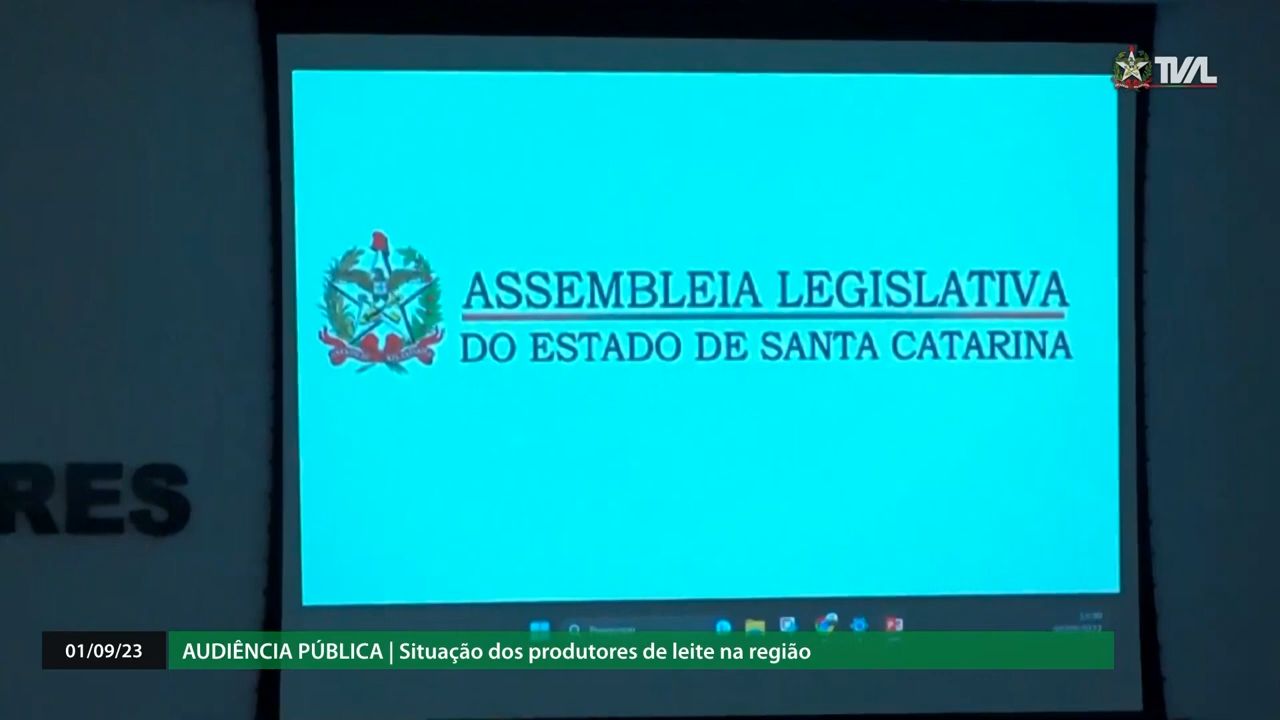 TVAL
ASSEMBLEIA LEGISLATIVA
DO ESTADO DE SANTA CATARINA
RES
01/09/23
AUDIÊNCIA PÚBLICA | Situação dos produtores de leite na região